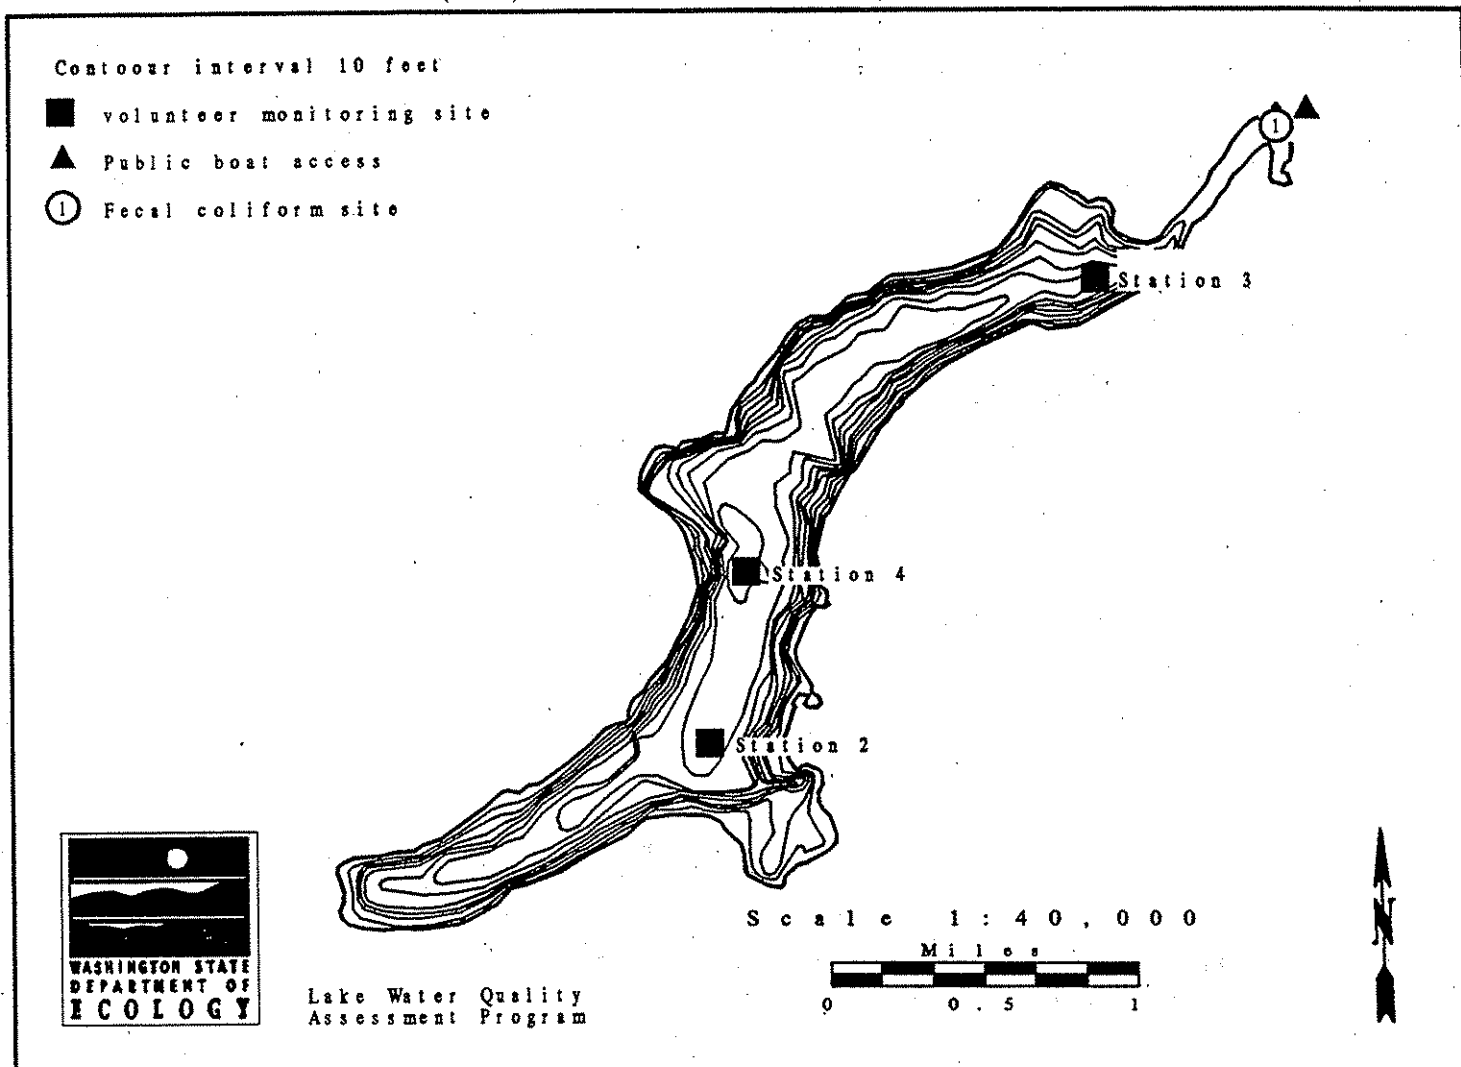 Contoour interval 10 feet
volunteer monitoring site
Public boat access
1 Fecal coliform site
1
Station 3
Station 4
Station 2
Scale 1:40,000
Miles
0 0.5 1
N
WASHINGTON STATE
DEPARTMENT OF
ECOLOGY
Lake Water Quality
Assessment Program